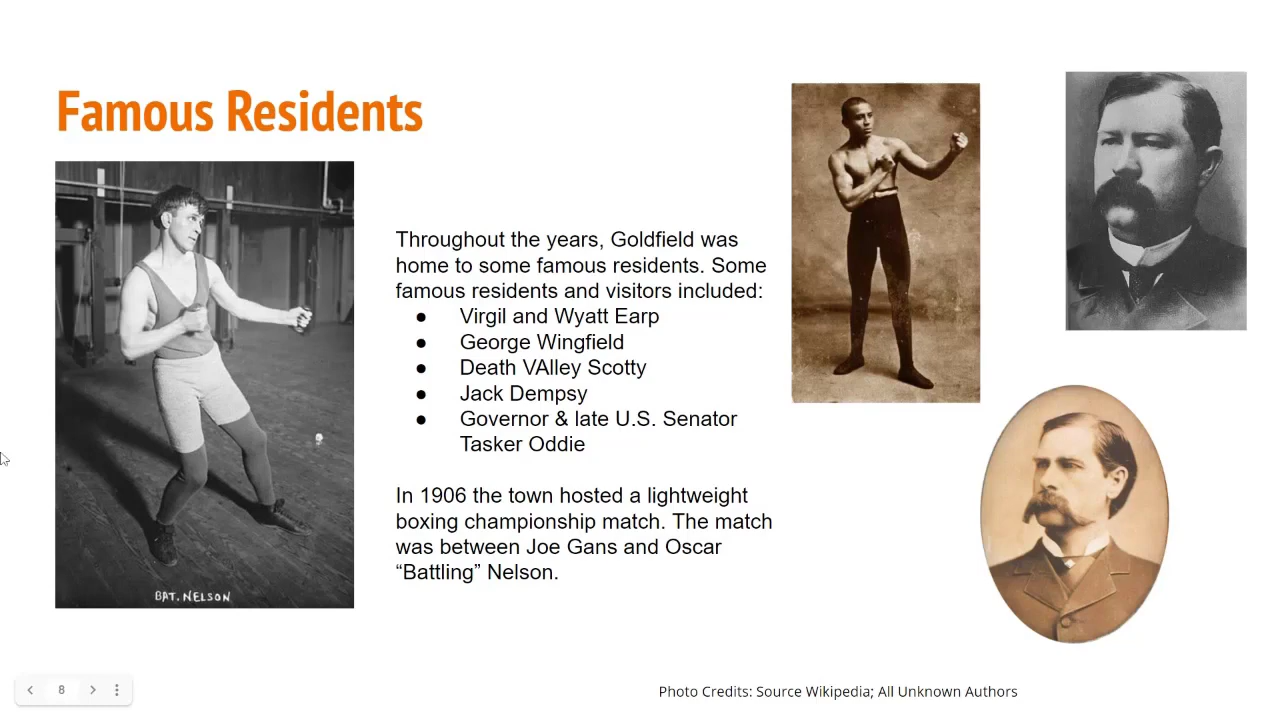 Famous Residents
Throughout the years, Goldfield was
home to some famous residents. Some
famous residents and visitors included:
● Virgil and Wyatt Earp
● George Wingfield
● Death VAlley Scotty
● Jack Dempsy
● Governor & late U.S. Senator
Tasker Oddie
In 1906 the town hosted a lightweight
boxing championship match. The match
was between Joe Gans and Oscar
“Battling” Nelson.
BAT. NELSON
8
Photo Credits: Source Wikipedia; All Unknown Authors